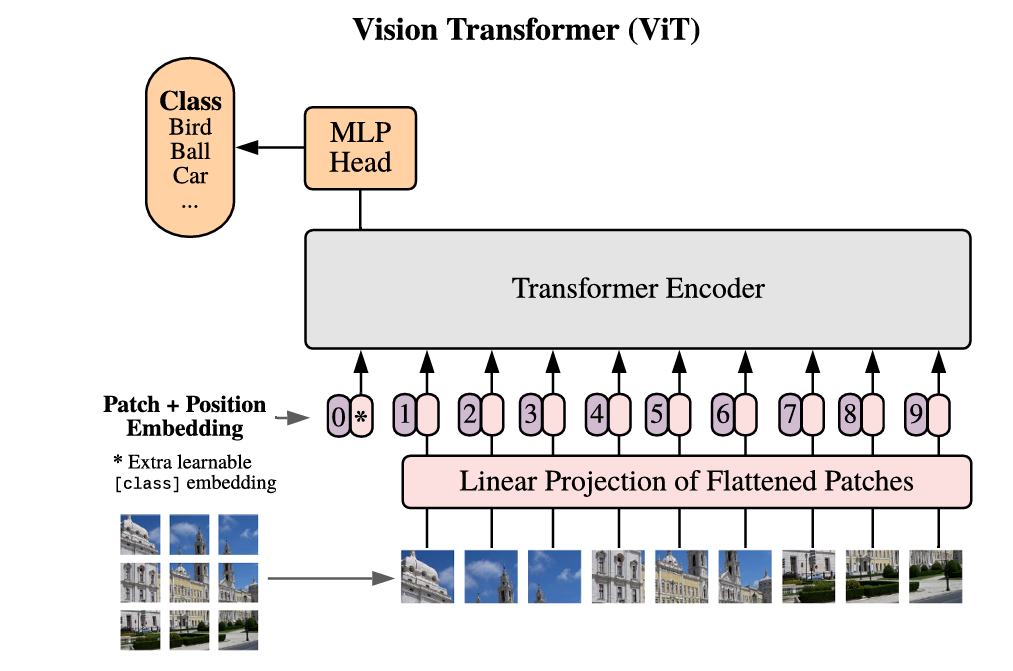 Vision Transformer (ViT)
Class
Bird
Ball
Car
...
MLP
Head
Transformer Encoder
Patch + Position
Embedding
0 * 1 2 3 4 5 6 7 8 9
* Extra learnable
[class] embedding
Linear Projection of Flattened Patches